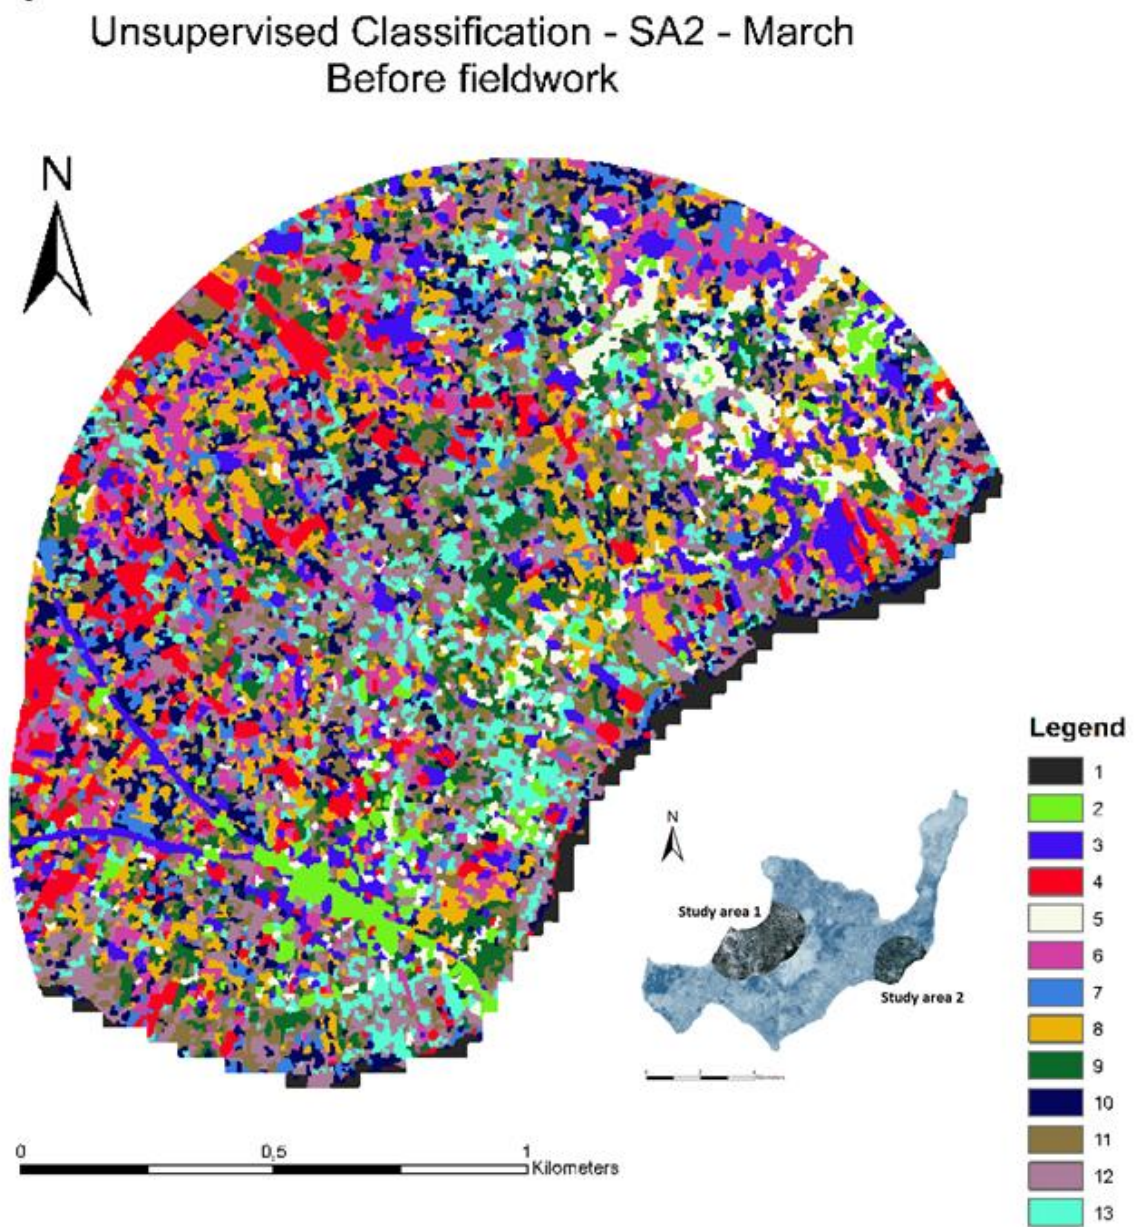 Unsupervised Classification - SA2 - March
Before fieldwork
N
Legend
1
2
3
4
5
6
7
8
9
10
11
12
13
N
Study area 1
Study area 2
0 0,5 1
Kilometers